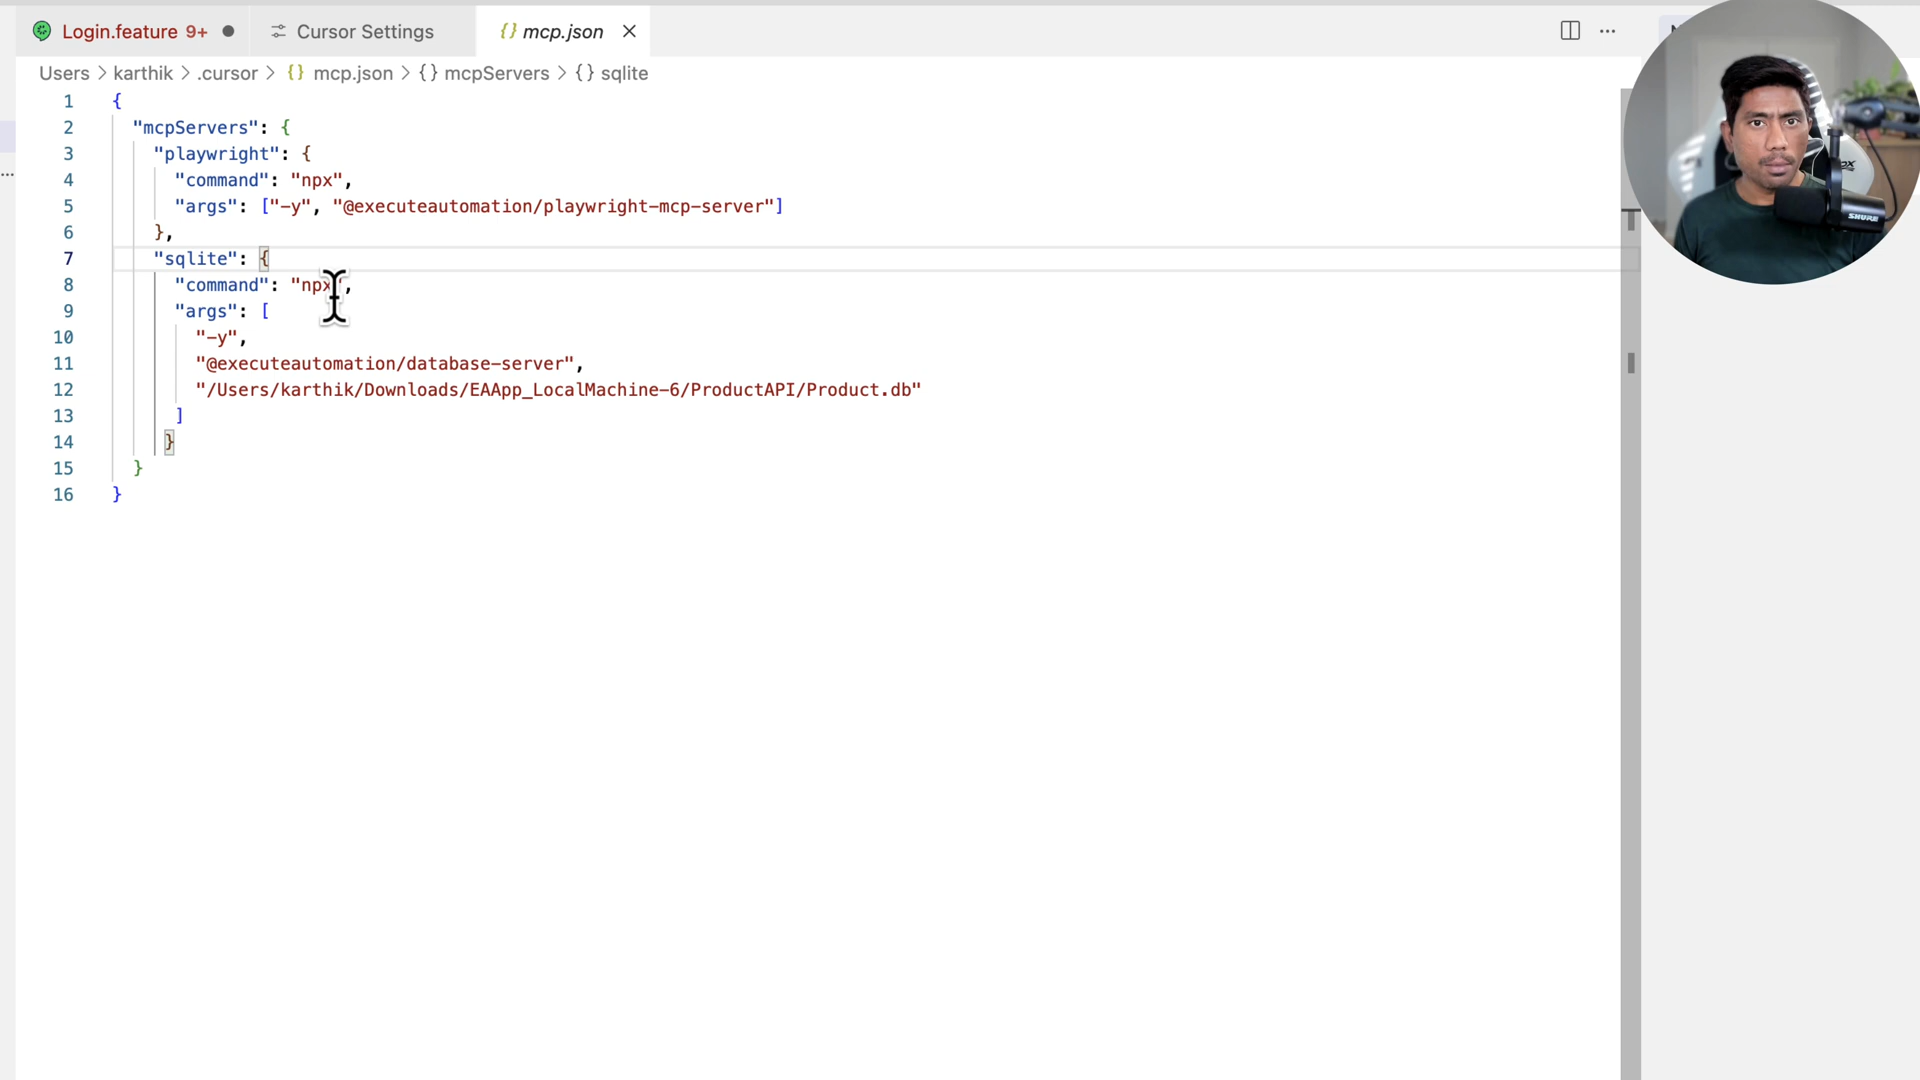 Login.feature 9+
Cursor Settings
{} mcp.json
Users > karthik > .cursor > {} mcp.json > {} mcpServers > {} sqlite
1 {
2 "mcpServers": {
3 "playwright": {
4 "command": "npx",
5 "args": ["-y", "@executeautomation/playwright-mcp-server"]
6 },
7 "sqlite": {
8 "command": "npx",
9 "args": [
10 "-y",
11 "@executeautomation/database-server",
12 "/Users/karthik/Downloads/EAApp_LocalMachine-6/ProductAPI/Product.db"
13 ]
14 }
15 }
16 }
SHURE